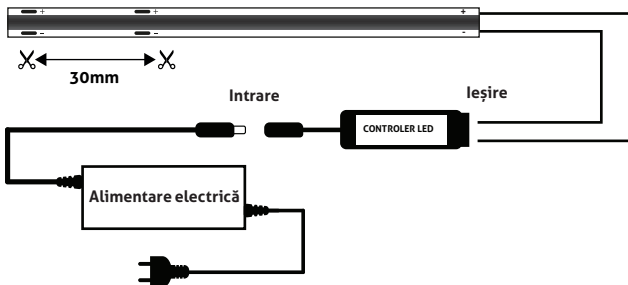 + + +
- - -
30mm
Intrare
Ieșire
CONTROLER LED
Alimentare electrică